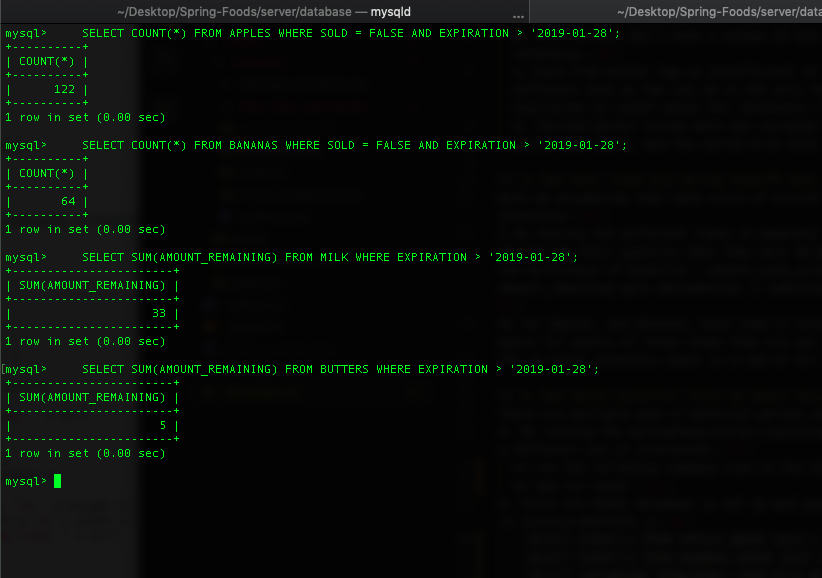 ~/Desktop/Spring-Foods/server/database — mysqld
...
~/Desktop/Spring-Foods/server/data
mysql>     SELECT COUNT(*) FROM APPLES WHERE SOLD = FALSE AND EXPIRATION > '2019-01-28';
+----------+
| COUNT(*) |
+----------+
|      122 |
+----------+
1 row in set (0.00 sec)
mysql>     SELECT COUNT(*) FROM BANANAS WHERE SOLD = FALSE AND EXPIRATION > '2019-01-28';
+----------+
| COUNT(*) |
+----------+
|       64 |
+----------+
1 row in set (0.00 sec)
mysql>     SELECT SUM(AMOUNT_REMAINING) FROM MILK WHERE EXPIRATION > '2019-01-28';
+-----------------------+
| SUM(AMOUNT_REMAINING) |
+-----------------------+
|                    33 |
+-----------------------+
1 row in set (0.00 sec)
[mysql>     SELECT SUM(AMOUNT_REMAINING) FROM BUTTERS WHERE EXPIRATION > '2019-01-28';
+-----------------------+
| SUM(AMOUNT_REMAINING) |
+-----------------------+
|                     5 |
+-----------------------+
1 row in set (0.00 sec)
mysql>